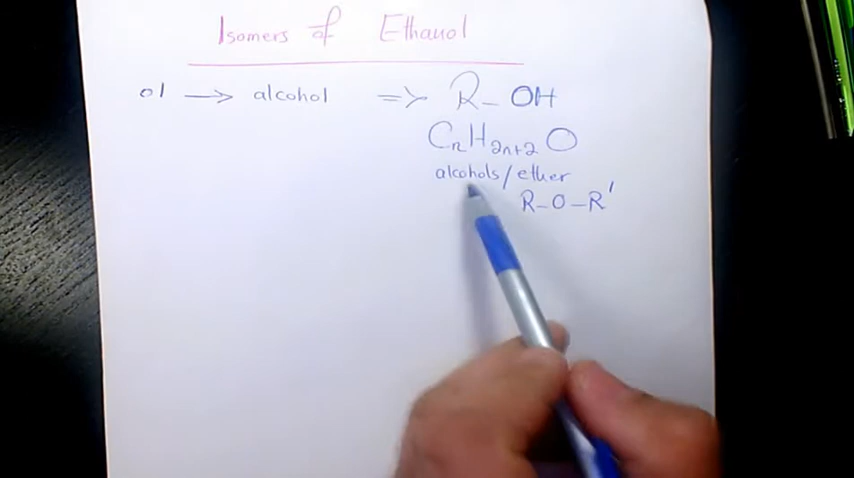 Isomers of Ethanol
ol → alcohol => R-OH
CnH2n+2O
alcohols/ether
R-O-R'